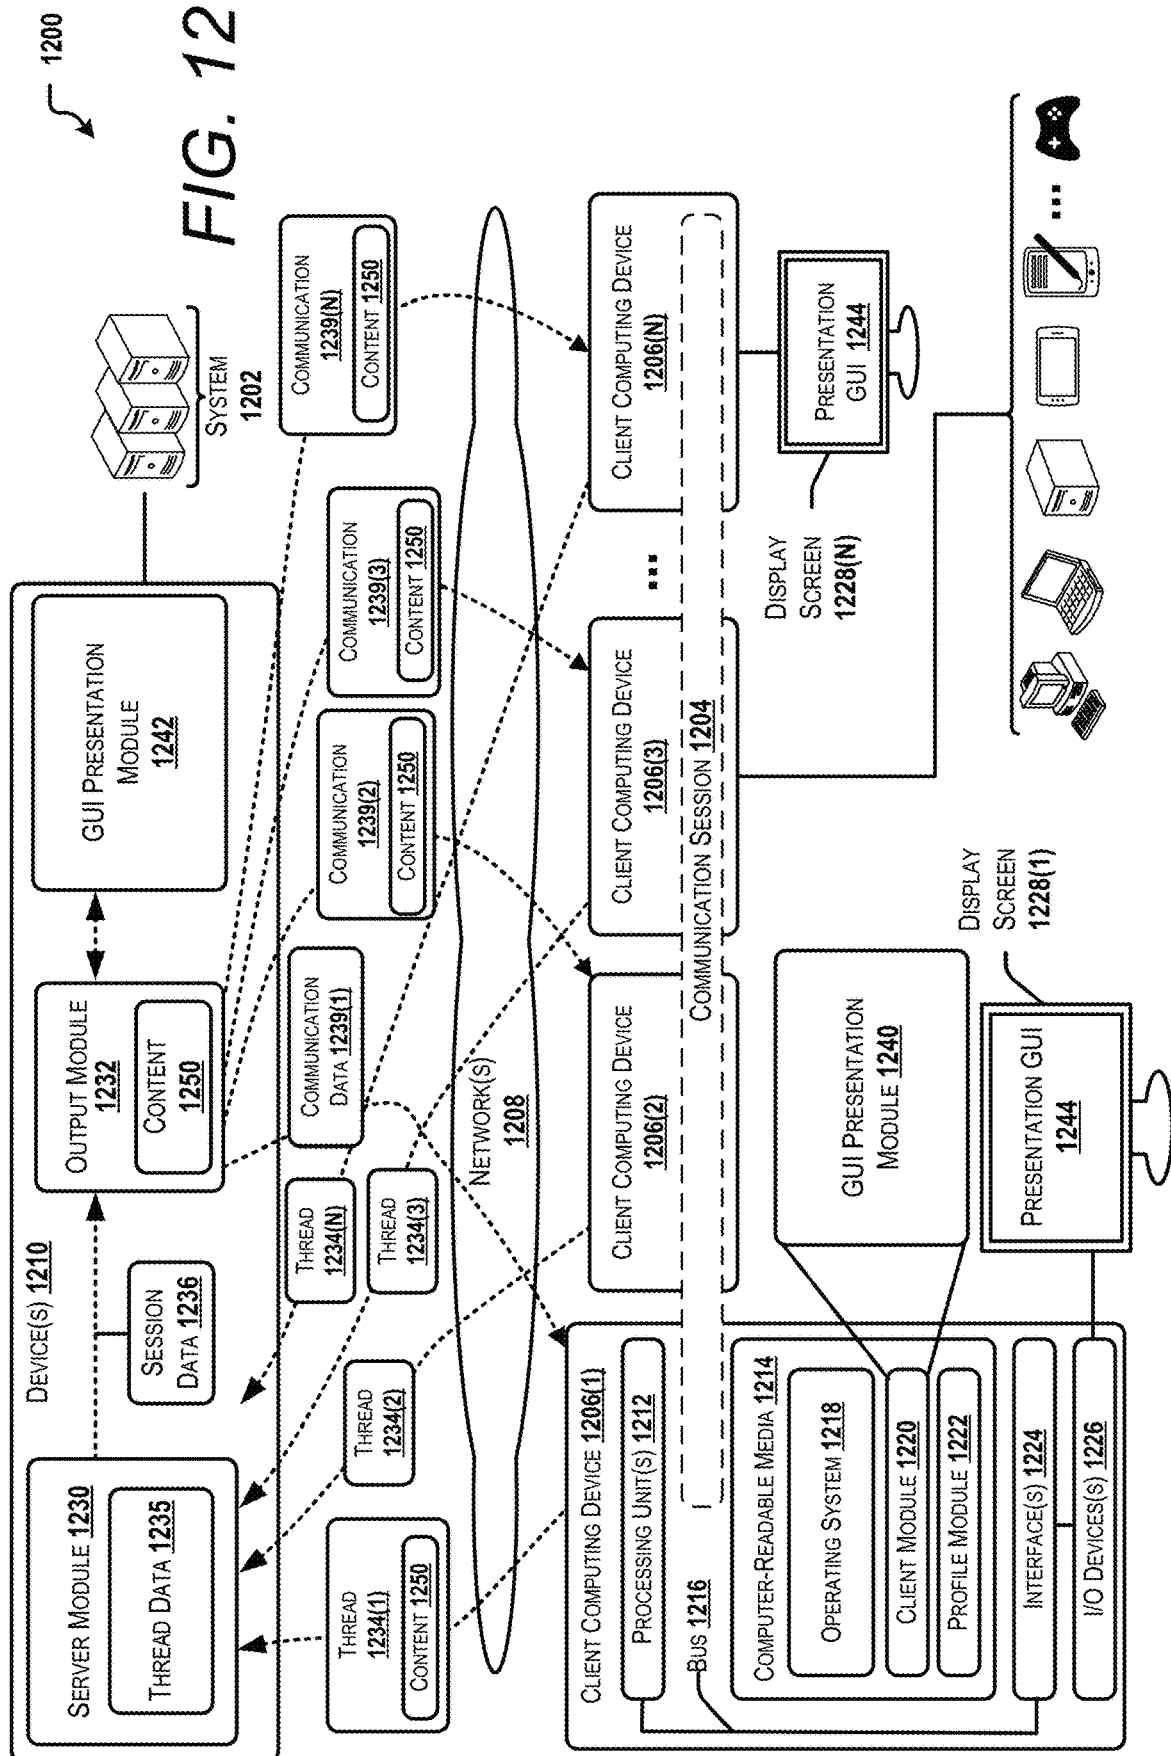 1200
FIG. 12
DEVICE(S) 1210
SERVER MODULE 1230
THREAD DATA 1235
SESSION
DATA 1236
OUTPUT MODULE
1232
CONTENT
1250
GUI PRESENTATION
MODULE
1242
SYSTEM
1202
THREAD
1234(1)
CONTENT 1250
THREAD
1234(2)
THREAD
1234(N)
THREAD
1234(3)
COMMUNICATION
DATA 1239(1)
COMMUNICATION
1239(2)
CONTENT 1250
COMMUNICATION
1239(3)
CONTENT 1250
COMMUNICATION
1239(N)
CONTENT 1250
NETWORK(S)
1208
CLIENT COMPUTING DEVICE 1206(1)
PROCESSING UNIT(S) 1212
BUS 1216
COMPUTER-READABLE MEDIA 1214
OPERATING SYSTEM 1218
CLIENT MODULE 1220
PROFILE MODULE 1222
INTERFACE(S) 1224
I/O DEVICES(S) 1226
CLIENT COMPUTING DEVICE
1206(2)
CLIENT COMPUTING DEVICE
1206(3)
...
CLIENT COMPUTING DEVICE
1206(N)
COMMUNICATION SESSION 1204
GUI PRESENTATION
MODULE 1240
DISPLAY
SCREEN
1228(1)
PRESENTATION GUI
1244
DISPLAY
SCREEN
1228(N)
PRESENTATION
GUI 1244
...